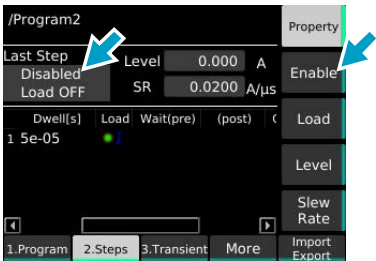 /Program2
Property
Last Step
Disabled
Load OFF
Level 0.000 A
SR 0.0200 A/µs
Enable
Dwell[s] Load Wait(pre) (post)
1 5e-05
Load
Level
Slew
Rate
1.Program 2.Steps 3.Transient More
Import
Export